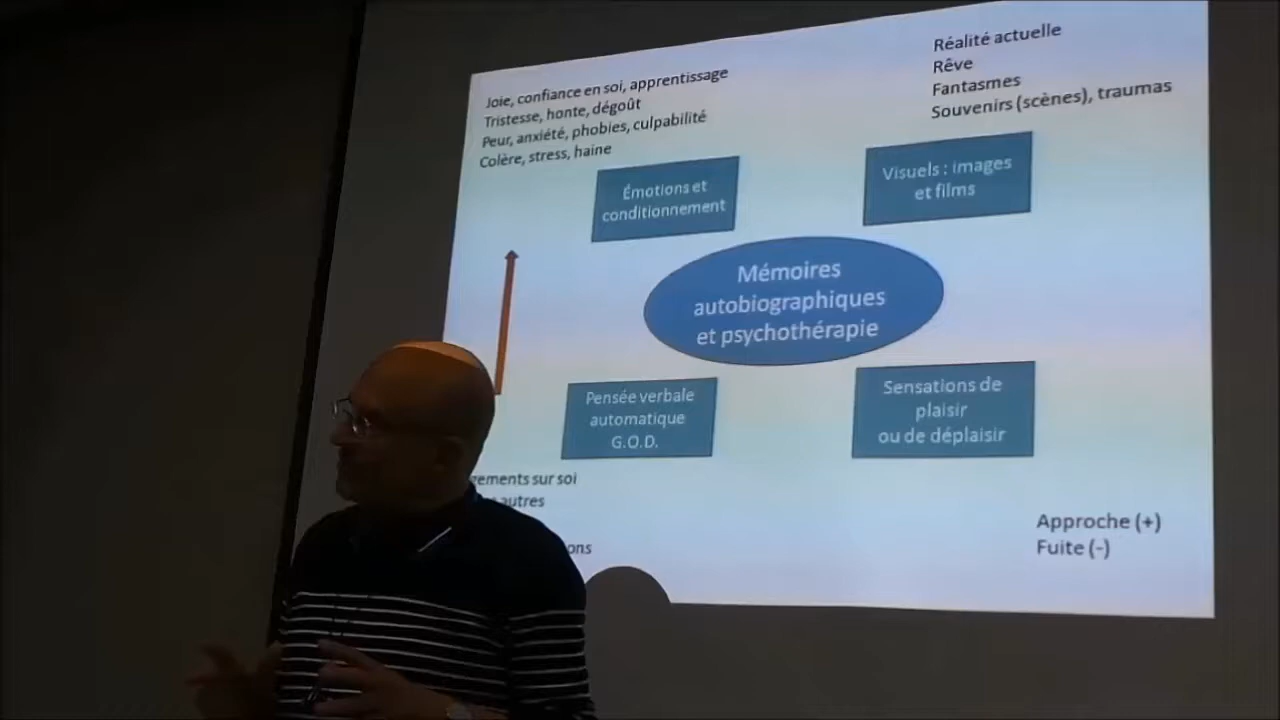 Joie, confiance en soi, apprentissage
Tristesse, honte, dégoût
Peur, anxiété, phobies, culpabilité
Colère, stress, haine
Réalité actuelle
Rêve
Fantasmes
Souvenirs (scènes), traumas
Émotions et
conditionnement
Visuels : images
et films
Mémoires
autobiographiques
et psychothérapie
Pensée verbale
automatique
G.O.D.
Sensations de
plaisir
ou de déplaisir
sur soi
autres
Approche (+)
Fuite (-)